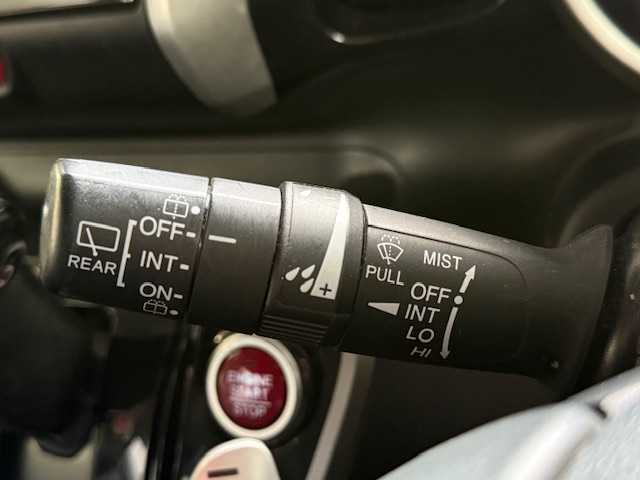 OFF
REAR
INT
ON
PULL
MIST
OFF
INT
LO
HI
ENGINE
START
STOP